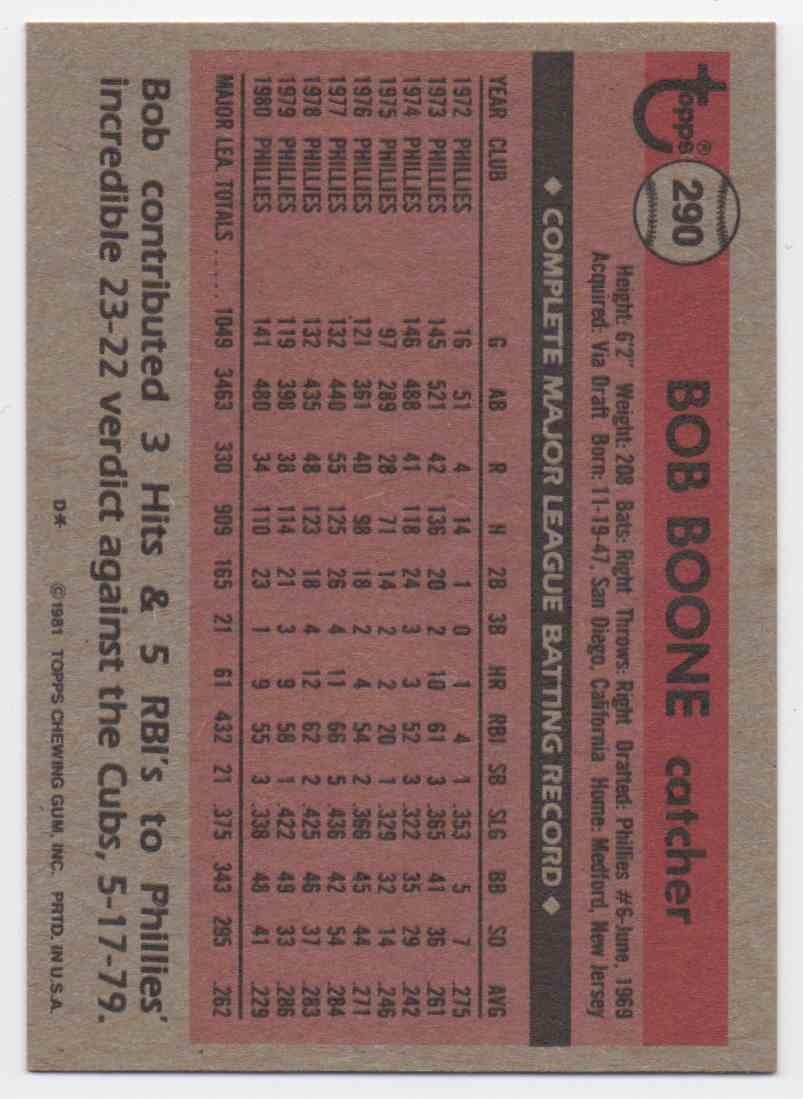 topps®
290
BOB BOONE catcher
Height: 6'2" Weight: 208 Bats: Right Throws: Right Drafted: Phillies #6-June, 1969
Acquired: Via Draft Born: 11-19-47, San Diego, California Home: Medford, New Jersey
◆ COMPLETE MAJOR LEAGUE BATTING RECORD ◆
YEAR CLUB G AB R H 2B 3B HR RBI SB SLG BB SO AVG
1972 PHILLIES 16 51 4 14 1 0 1 4 1 .353 5 7 .275
1973 PHILLIES 145 521 42 136 20 2 10 61 3 .365 41 36 .261
1974 PHILLIES 146 488 41 118 24 3 3 52 3 .322 35 29 .242
1975 PHILLIES 97 289 28 71 14 2 2 20 1 .329 32 14 .246
1976 PHILLIES 121 361 40 98 18 2 4 54 2 .366 45 44 .271
1977 PHILLIES 132 440 55 125 26 4 11 66 5 .436 42 54 .284
1978 PHILLIES 132 435 48 123 18 4 12 62 2 .425 46 37 .283
1979 PHILLIES 119 398 38 114 21 3 9 58 1 .422 49 33 .286
1980 PHILLIES 141 480 34 110 23 1 9 55 3 .338 48 41 .229
MAJOR LEA. TOTALS ..... 1049 3463 330 909 165 21 61 432 21 .375 343 295 .262
Bob contributed 3 Hits & 5 RBI's to Phillies'
incredible 23-22 verdict against the Cubs, 5-17-79.
D* ©1981 TOPPS CHEWING GUM, INC. PRTD. IN U.S.A.